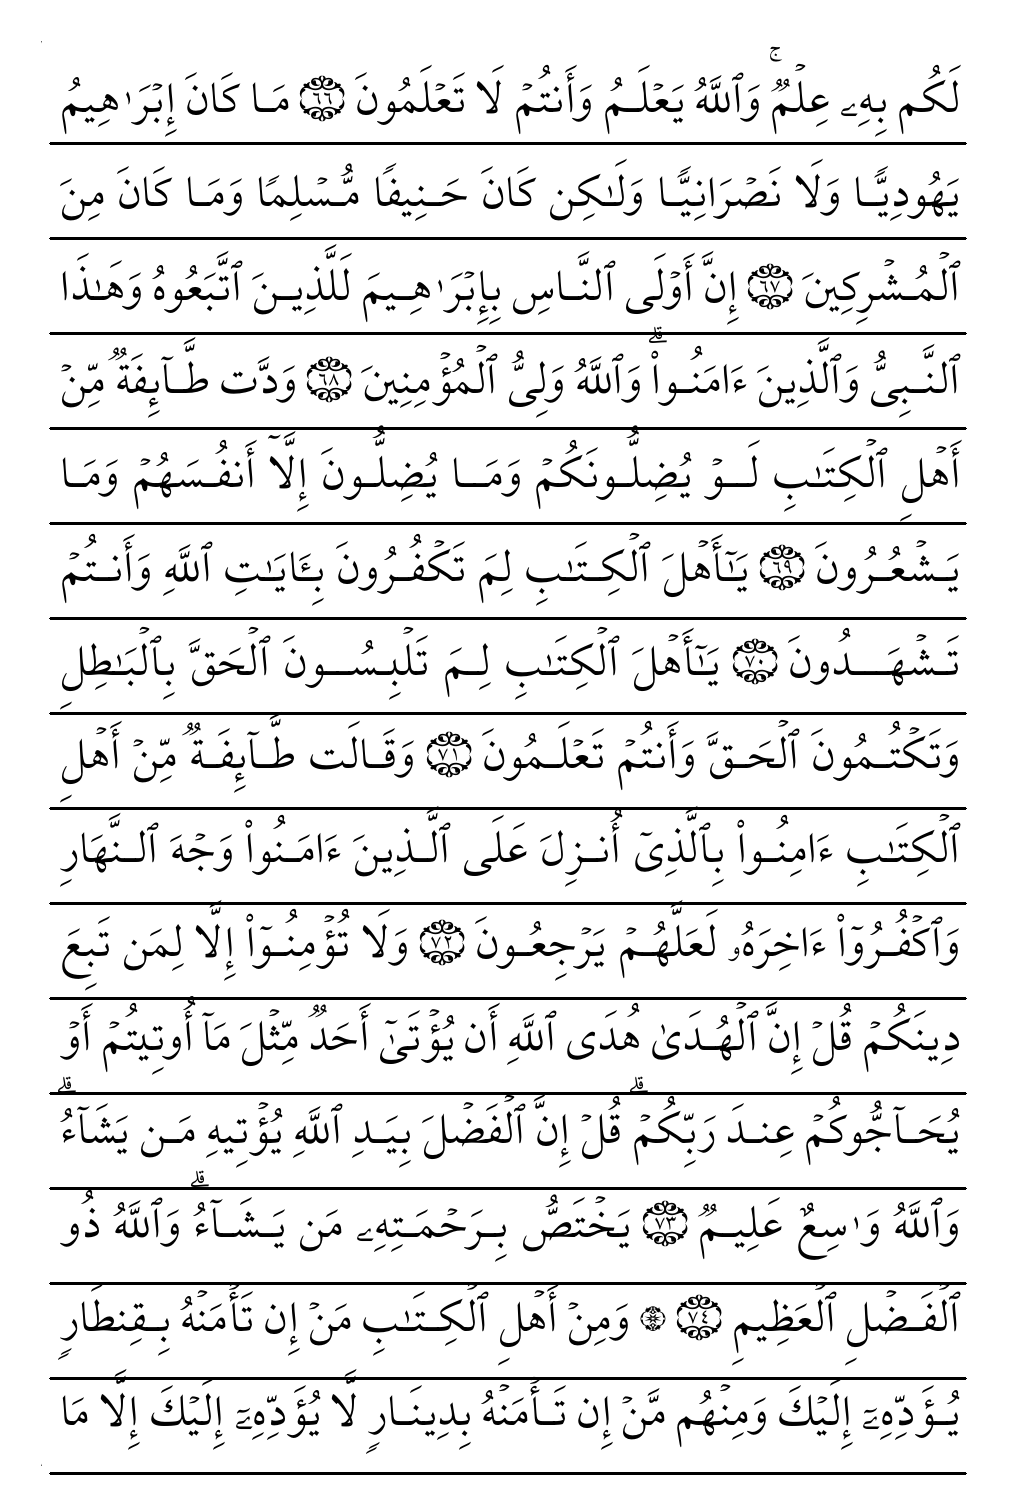 لَكُم بِهِۦ عِلْمٌۭ ۚ وَٱللَّهُ يَعْلَمُ وَأَنتُمْ لَا تَعْلَمُونَ ٦٦ مَا كَانَ إِبْرَٰهِيمُ
يَهُودِيًّا وَلَا نَصْرَانِيًّا وَلَـٰكِن كَانَ حَنِيفًا مُّسْلِمًا وَمَا كَانَ مِنَ
ٱلْمُشْرِكِينَ ٦٧ إِنَّ أَوْلَى ٱلنَّاسِ بِإِبْرَٰهِيمَ لَلَّذِينَ ٱتَّبَعُوهُ وَهَـٰذَا
ٱلنَّبِىُّ وَٱلَّذِينَ ءَامَنُوا۟ ۗ وَٱللَّهُ وَلِىُّ ٱلْمُؤْمِنِينَ ٦٨ وَدَّت طَّآئِفَةٌۭ مِّنْ
أَهْلِ ٱلْكِتَـٰبِ لَوْ يُضِلُّونَكُمْ وَمَا يُضِلُّونَ إِلَّآ أَنفُسَهُمْ وَمَا
يَشْعُرُونَ ٦٩ يَـٰٓأَهْلَ ٱلْكِتَـٰبِ لِمَ تَكْفُرُونَ بِـَٔايَـٰتِ ٱللَّهِ وَأَنتُمْ
تَشْهَدُونَ ٧٠ يَـٰٓأَهْلَ ٱلْكِتَـٰبِ لِمَ تَلْبِسُونَ ٱلْحَقَّ بِٱلْبَـٰطِلِ
وَتَكْتُمُونَ ٱلْحَقَّ وَأَنتُمْ تَعْلَمُونَ ٧١ وَقَالَت طَّآئِفَةٌۭ مِّنْ أَهْلِ
ٱلْكِتَـٰبِ ءَامِنُوا۟ بِٱلَّذِىٓ أُنزِلَ عَلَى ٱلَّذِينَ ءَامَنُوا۟ وَجْهَ ٱلنَّهَارِ
وَٱكْفُرُوٓا۟ ءَاخِرَهُۥ لَعَلَّهُمْ يَرْجِعُونَ ٧٢ وَلَا تُؤْمِنُوٓا۟ إِلَّا لِمَن تَبِعَ
دِينَكُمْ قُلْ إِنَّ ٱلْهُدَىٰ هُدَى ٱللَّهِ أَن يُؤْتَىٰٓ أَحَدٌۭ مِّثْلَ مَآ أُوتِيتُمْ أَوْ
يُحَآجُّوكُمْ عِندَ رَبِّكُمْ ۗ قُلْ إِنَّ ٱلْفَضْلَ بِيَدِ ٱللَّهِ يُؤْتِيهِ مَن يَشَآءُ ۗ
وَٱللَّهُ وَٰسِعٌ عَلِيمٌۭ ٧٣ يَخْتَصُّ بِرَحْمَتِهِۦ مَن يَشَآءُ ۗ وَٱللَّهُ ذُو
ٱلْفَضْلِ ٱلْعَظِيمِ ٧٤ ۞ وَمِنْ أَهْلِ ٱلْكِتَـٰبِ مَنْ إِن تَأْمَنْهُ بِقِنطَارٍۢ
يُؤَدِّهِۦٓ إِلَيْكَ وَمِنْهُم مَّنْ إِن تَأْمَنْهُ بِدِينَارٍۢ لَّا يُؤَدِّهِۦٓ إِلَيْكَ إِلَّا مَا